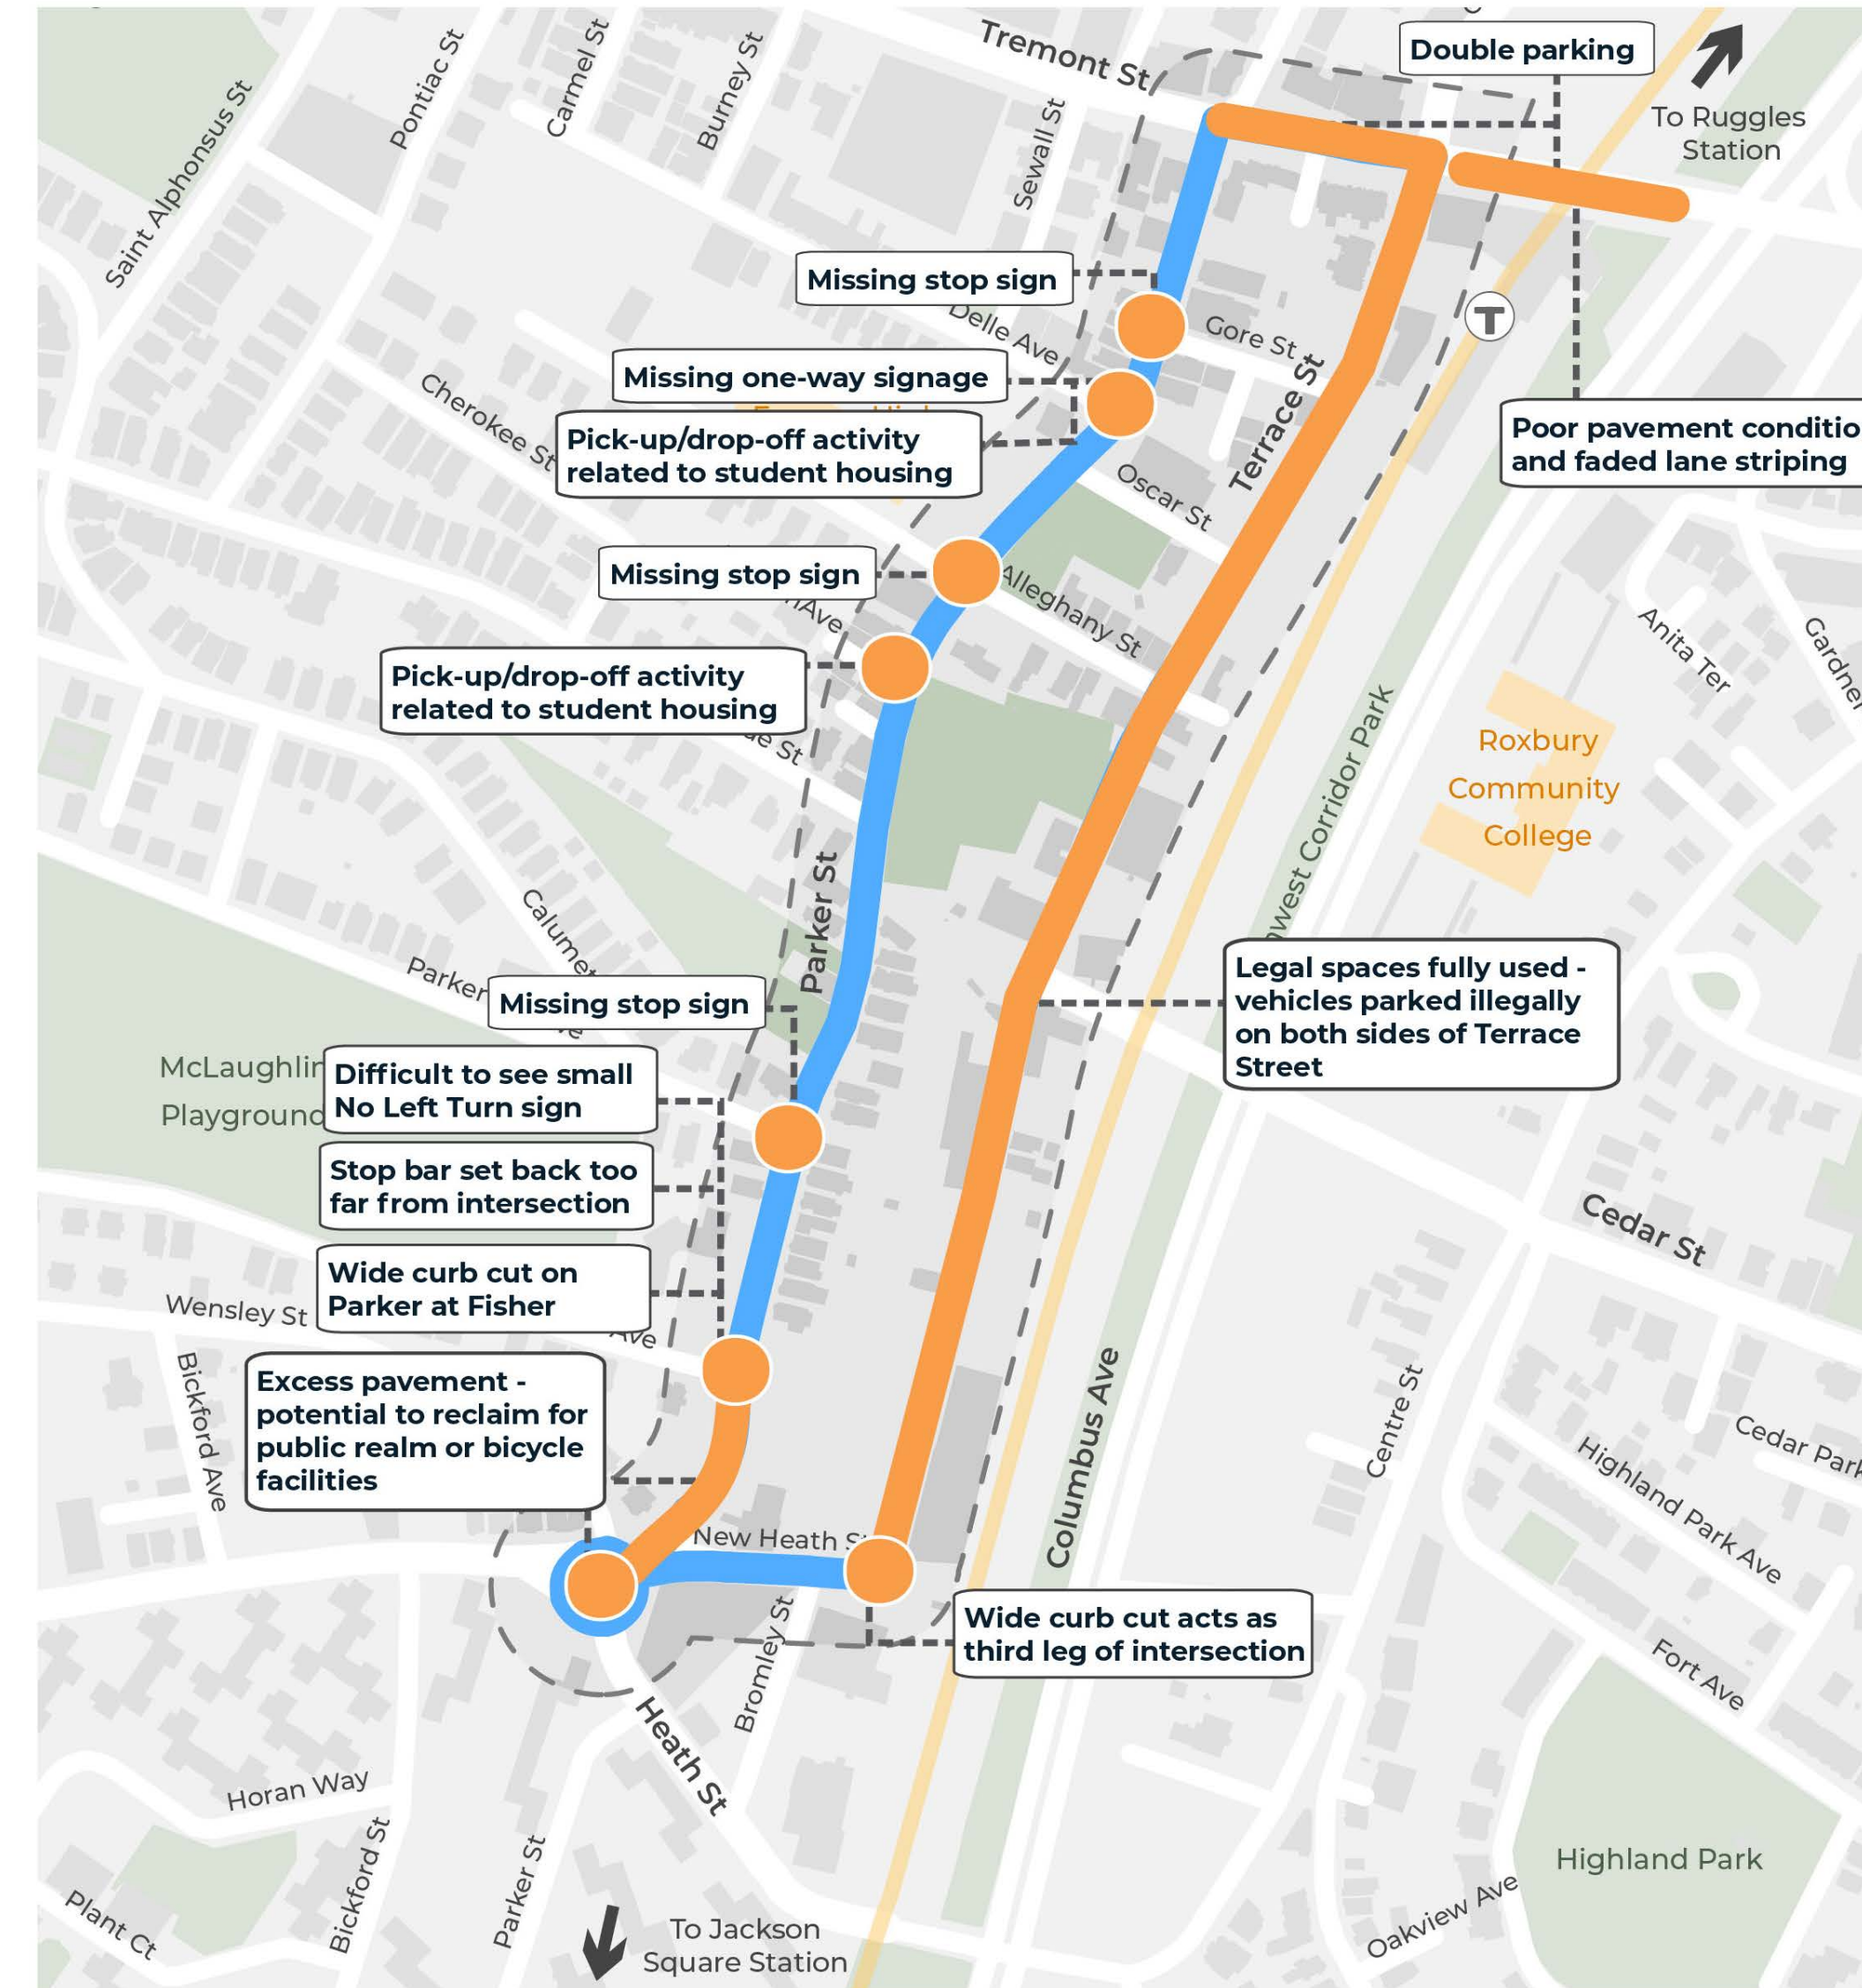 Tremont St
Double parking
To Ruggles
Station
Saint Alphonsus St
Pontiac St
Carmel St
Burney St
Sewall St
Missing stop sign
Delle Ave
Gore St
T
Missing one-way signage
Terrace St
Cherokee St
Pick-up/drop-off activity
related to student housing
Poor pavement conditio
and faded lane striping
Oscar St
Missing stop sign
Ave
Alleghany St
Anita Ter
Gardner
Pick-up/drop-off activity
related to student housing
St
Roxbury
Community
College
west Corridor Park
Parker St
Calumet
Parker
Missing stop sign
Legal spaces fully used -
vehicles parked illegally
on both sides of Terrace
Street
McLaughlin
Playground
Difficult to see small
No Left Turn sign
Stop bar set back too
far from intersection
Cedar St
Wide curb cut on
Parker at Fisher
Wensley St
Ave
Bickford Ave
Excess pavement -
potential to reclaim for
public realm or bicycle
facilities
Columbus Ave
Centre St
Highland Park Ave
Cedar Park
New Heath St
Wide curb cut acts as
third leg of intersection
Bromley St
Heath St
Fort Ave
Horan Way
Bickford St
Parker St
Plant Ct
To Jackson
Square Station
Highland Park
Oakview Ave